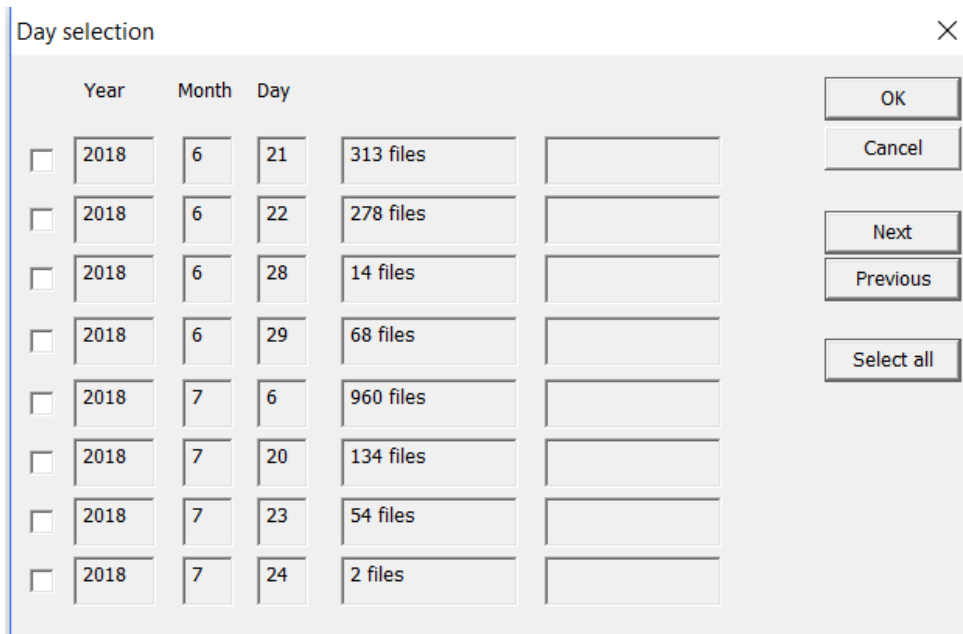 Day selection
Year Month Day
OK
2018 6 21 313 files
Cancel
2018 6 22 278 files
Next
2018 6 28 14 files
Previous
2018 6 29 68 files
Select all
2018 7 6 960 files
2018 7 20 134 files
2018 7 23 54 files
2018 7 24 2 files